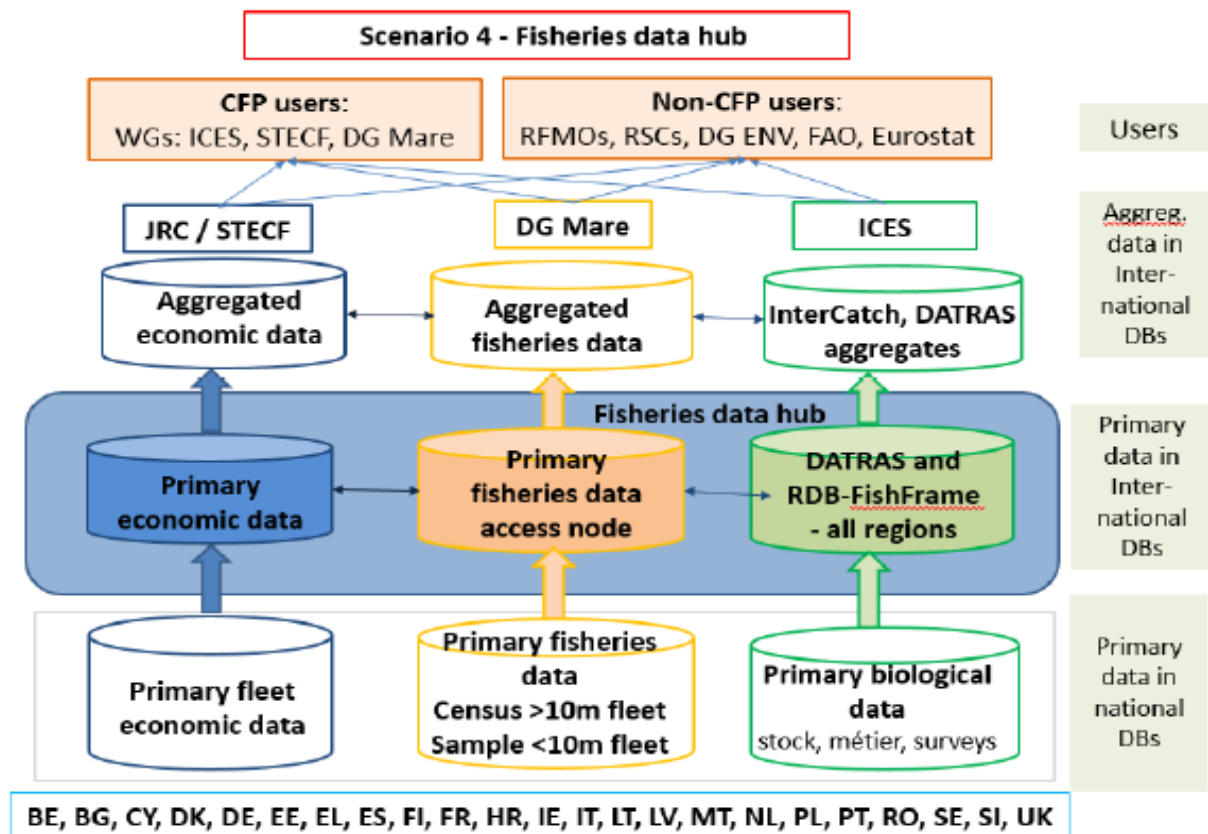 Scenario 4 - Fisheries data hub
CFP users:
WGs: ICES, STECF, DG Mare
Non-CFP users:
RFMOs, RSCs, DG ENV, FAO, Eurostat
Users
JRC / STECF
DG Mare
ICES
Aggregated
economic data
Aggregated
fisheries data
InterCatch, DATRAS
aggregates
Aggreg.
data in
Inter-
national
DBs
Fisheries data hub
Primary
economic data
Primary
fisheries data
access node
DATRAS and
RDB-FishFrame
- all regions
Primary
data in
Inter-
national
DBs
Primary fleet
economic data
Primary fisheries
data
Census >10m fleet
Sample <10m fleet
Primary biological
data
stock, métier, surveys
Primary
data in
national
DBs
BE, BG, CY, DK, DE, EE, EL, ES, FI, FR, HR, IE, IT, LT, LV, MT, NL, PL, PT, RO, SE, SI, UK